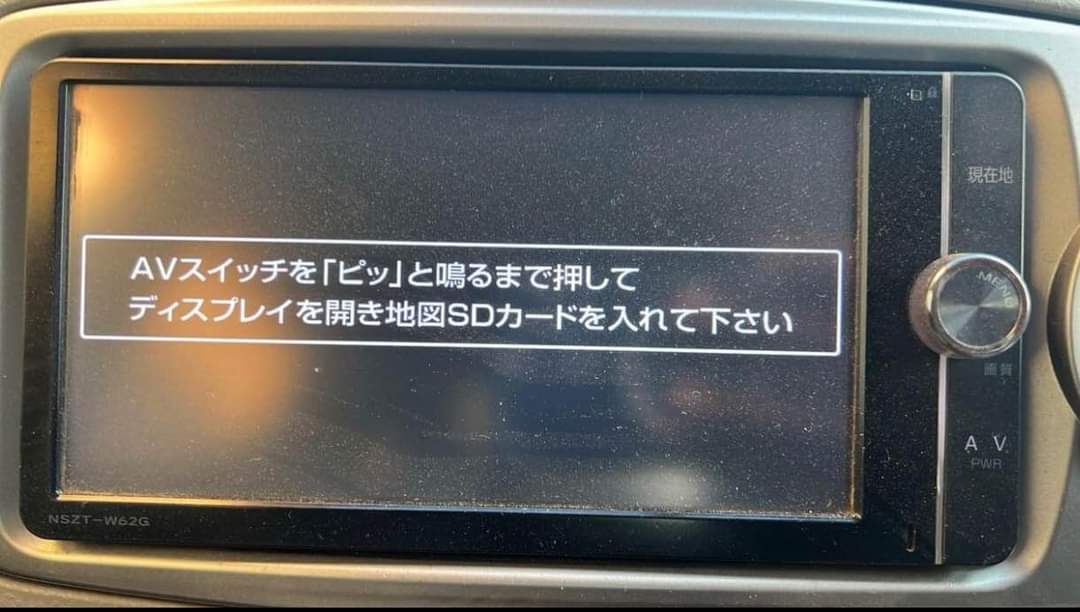 現在地
AVスイッチを「ピッ」と鳴るまで押して
ディスプレイを開き地図SDカードを入れて下さい
MENU
画質
AV
PWR
NSZT-W62G